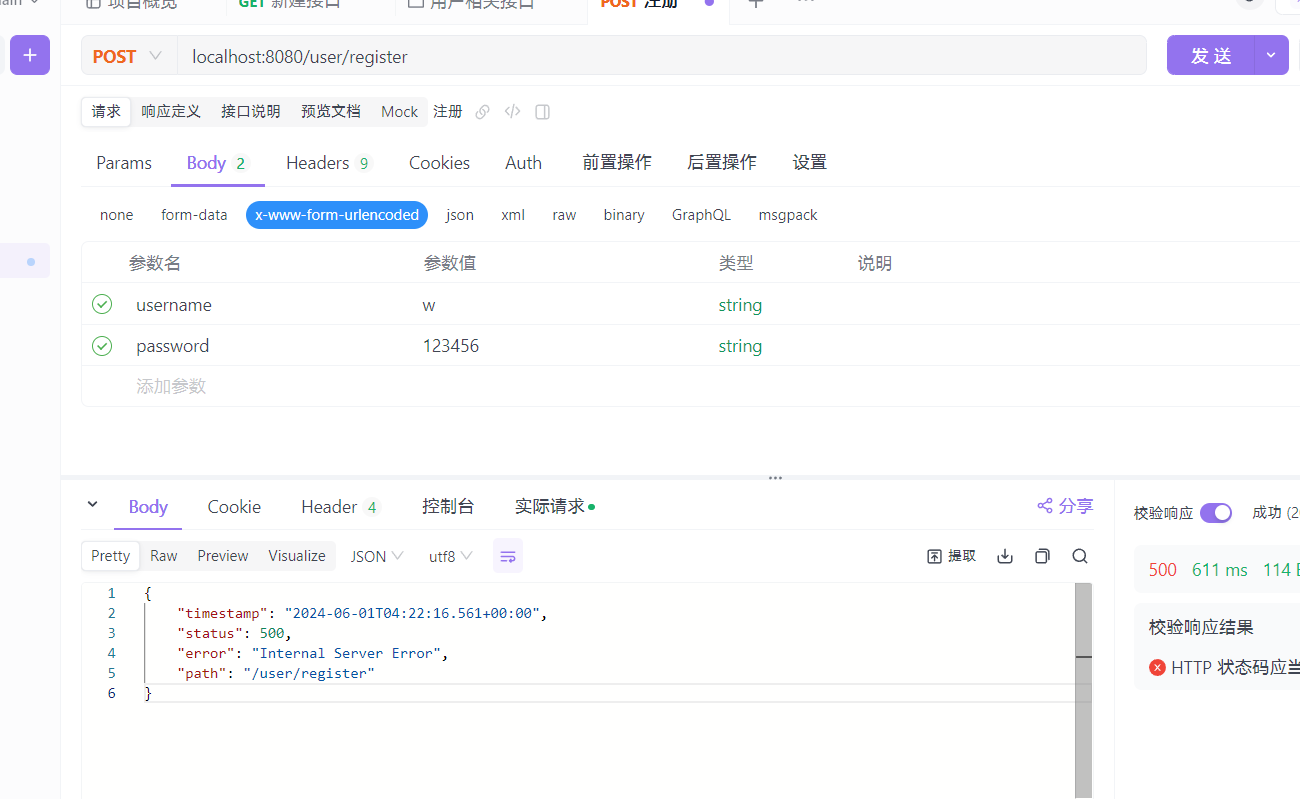 项目概览 GET 新建接口 用户相关接口 POST 注册
POST localhost:8080/user/register 发 送
请求 响应定义 接口说明 预览文档 Mock 注册
Params Body 2 Headers 9 Cookies Auth 前置操作 后置操作 设置
none form-data x-www-form-urlencoded json xml raw binary GraphQL msgpack
参数名 参数值 类型 说明
username w string
password 123456 string
添加参数
Body Cookie Header 4 控制台 实际请求 分享
校验响应 成功 (20
Pretty Raw Preview Visualize JSON utf8 提取
500 611 ms 114
1 {
2 "timestamp": "2024-06-01T04:22:16.561+00:00",
3 "status": 500,
4 "error": "Internal Server Error",
5 "path": "/user/register"
6 }
校验响应结果
HTTP 状态码应当